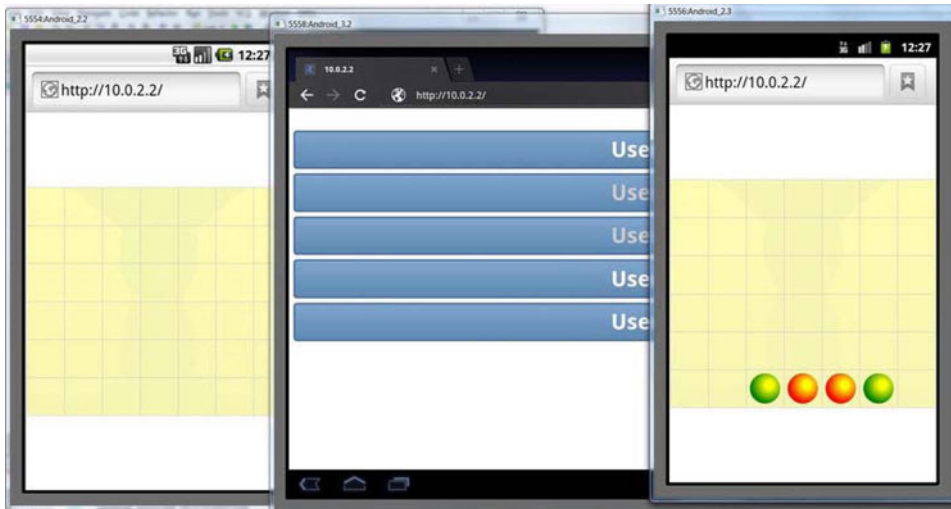 5554:Android_2.2
12:27
http://10.0.2.2/
5558:Android_3.2
10.0.2.2
http://10.0.2.2/
Use
Use
Use
Use
Use
5556:Android_2.3
12:27
http://10.0.2.2/